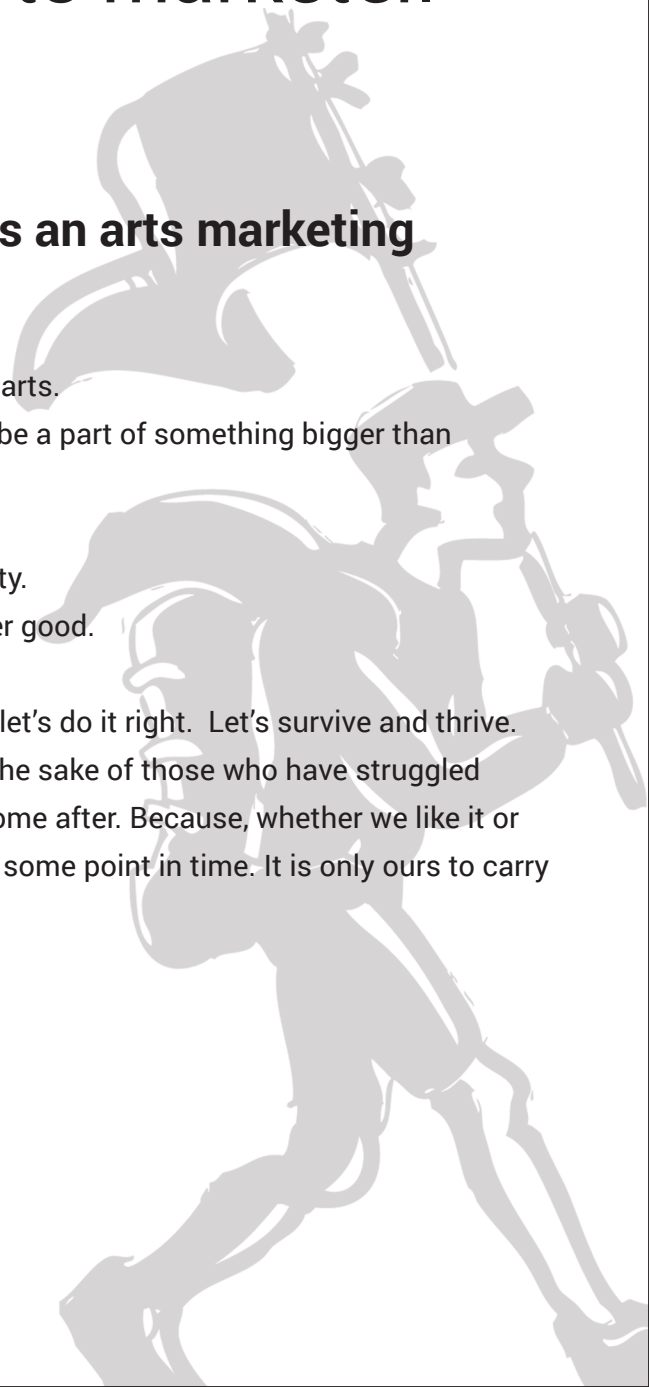 s an arts marketing
arts.
be a part of something bigger than
ty.
er good.
let’s do it right.  Let’s survive and thrive.
he sake of those who have struggled
ome after. Because, whether we like it or
some point in time. It is only ours to carry